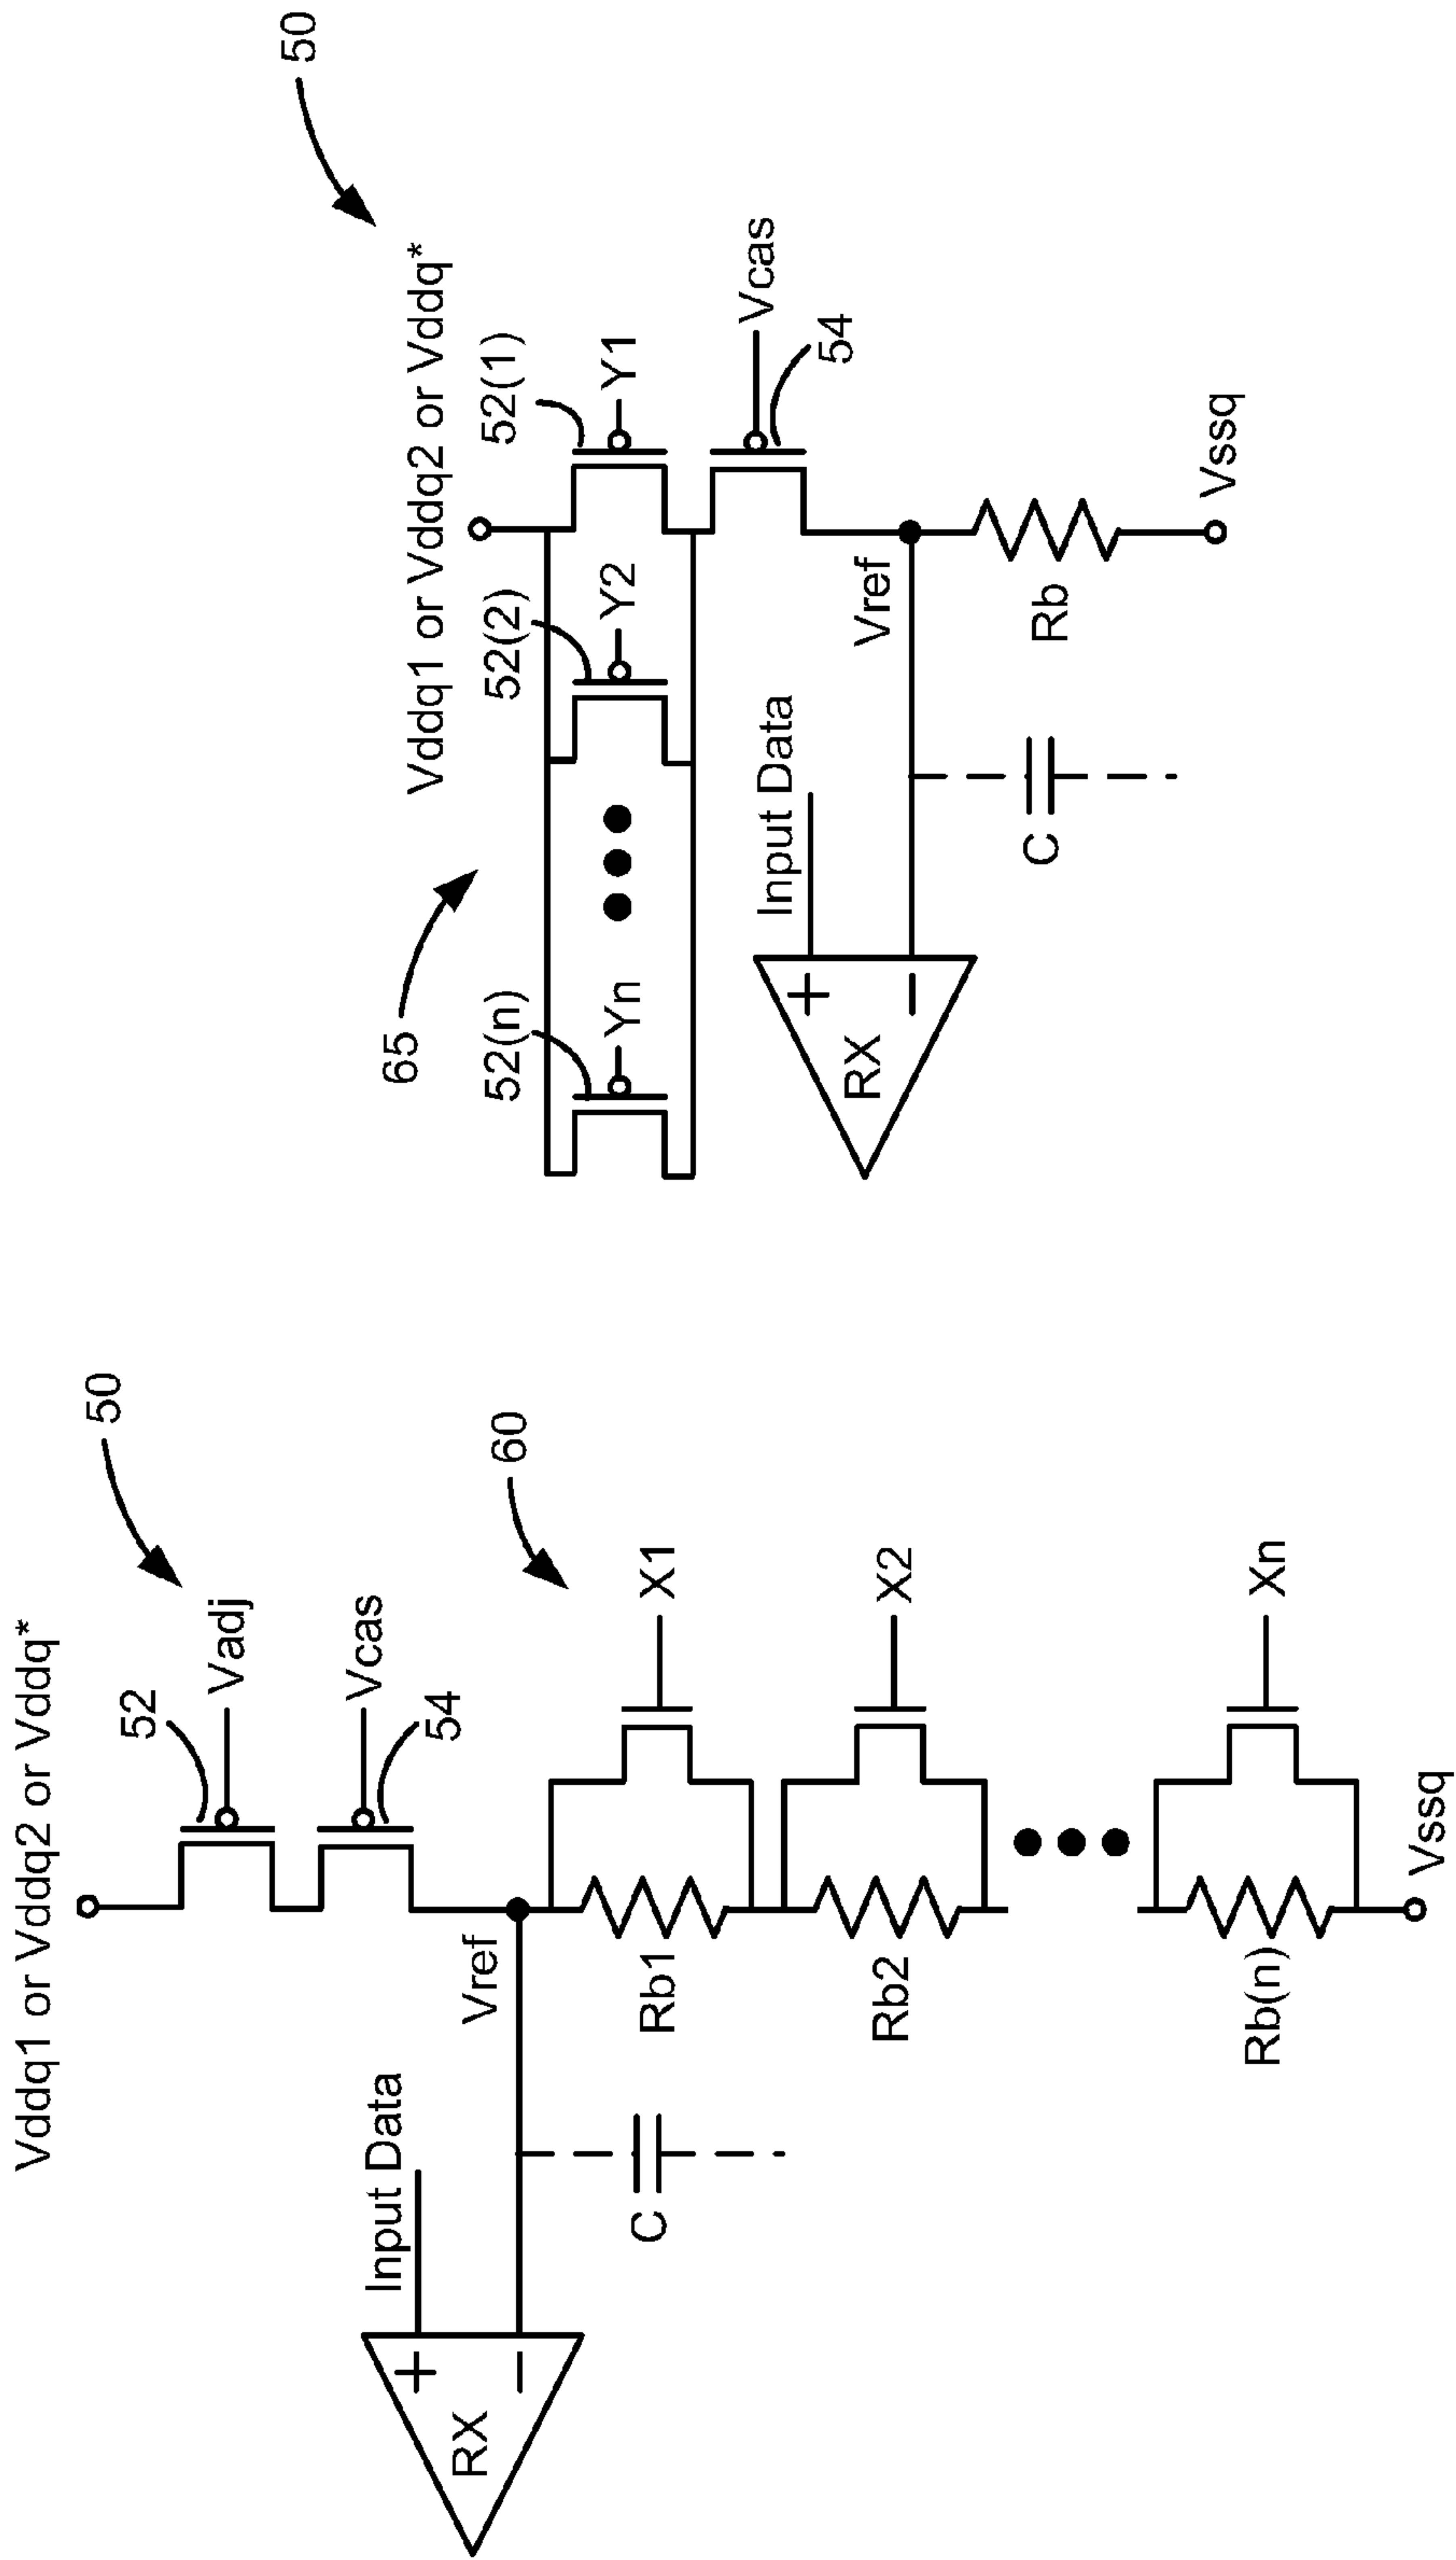 Vddq1 or Vddq2 or Vddq*
50
52
Vadj
Vcas
54
60
Vref
Input Data
+
−
RX
C
Rb1
X1
Rb2
X2
Rb(n)
Xn
Vssq
50
Vddq1 or Vddq2 or Vddq*
65
52(n)
52(2)
52(1)
Yn
Y2
Y1
Vcas
54
Input Data
Vref
+
−
RX
C
Rb
Vssq